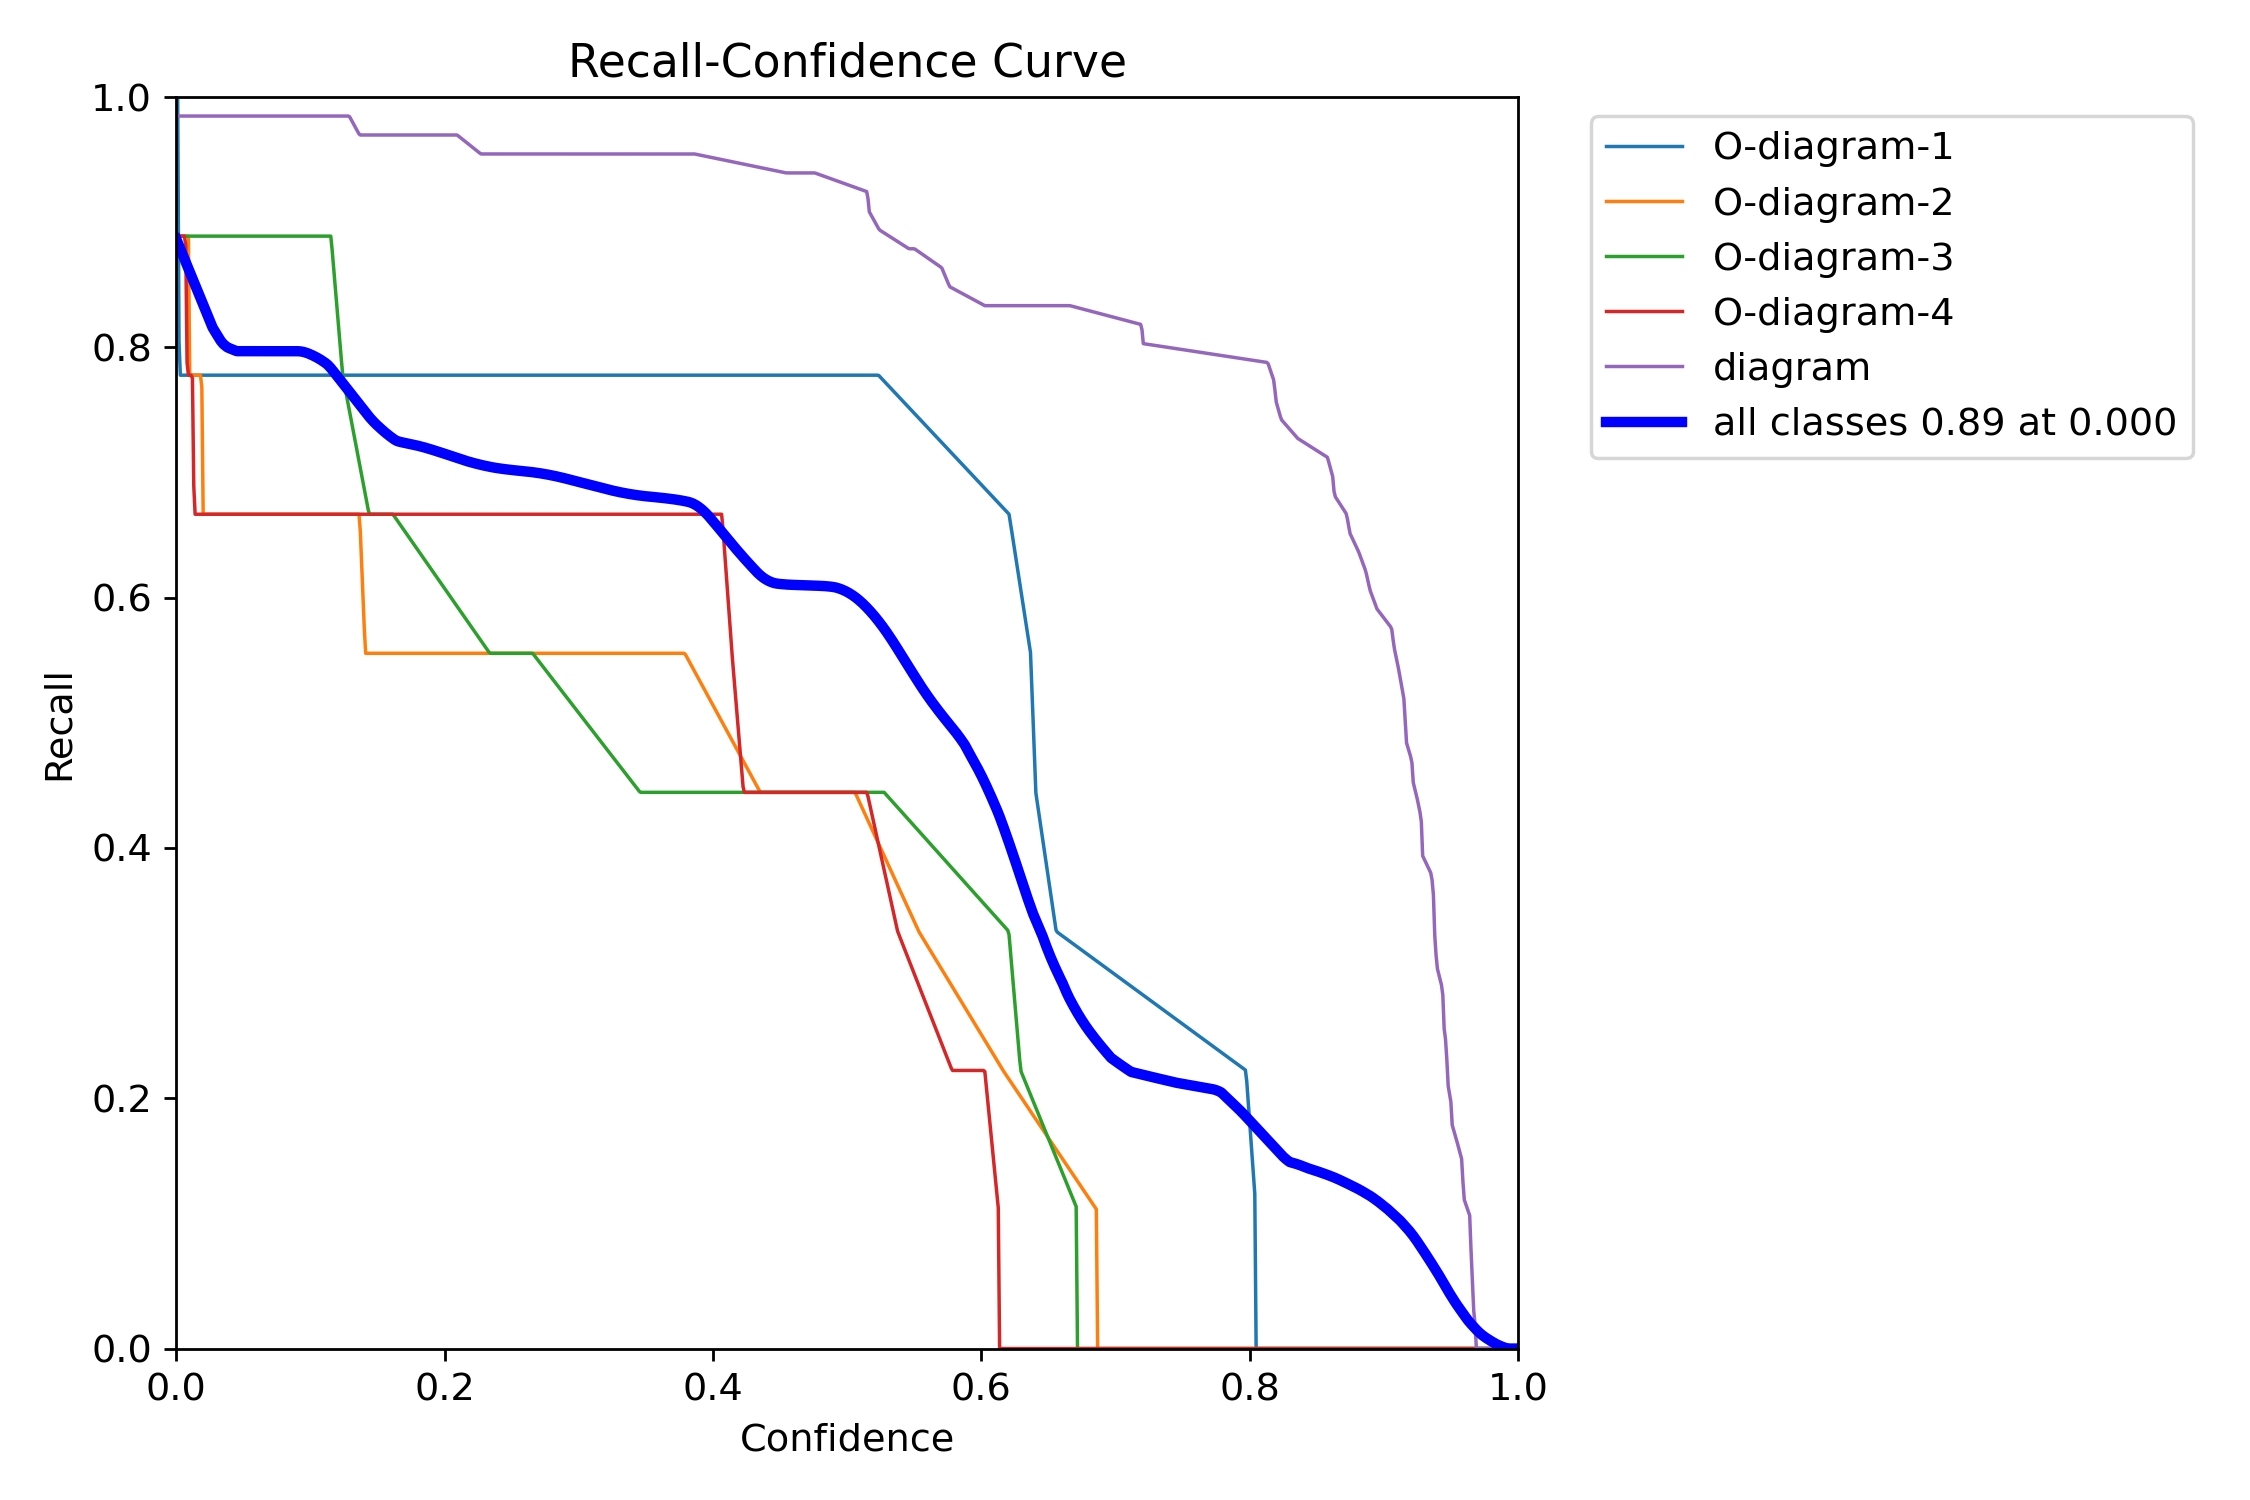 Recall-Confidence Curve
1.0
0.8
0.6
0.4
0.2
0.0
Recall
0.0 0.2 0.4 0.6 0.8 1.0
Confidence
O-diagram-1
O-diagram-2
O-diagram-3
O-diagram-4
diagram
all classes 0.89 at 0.000